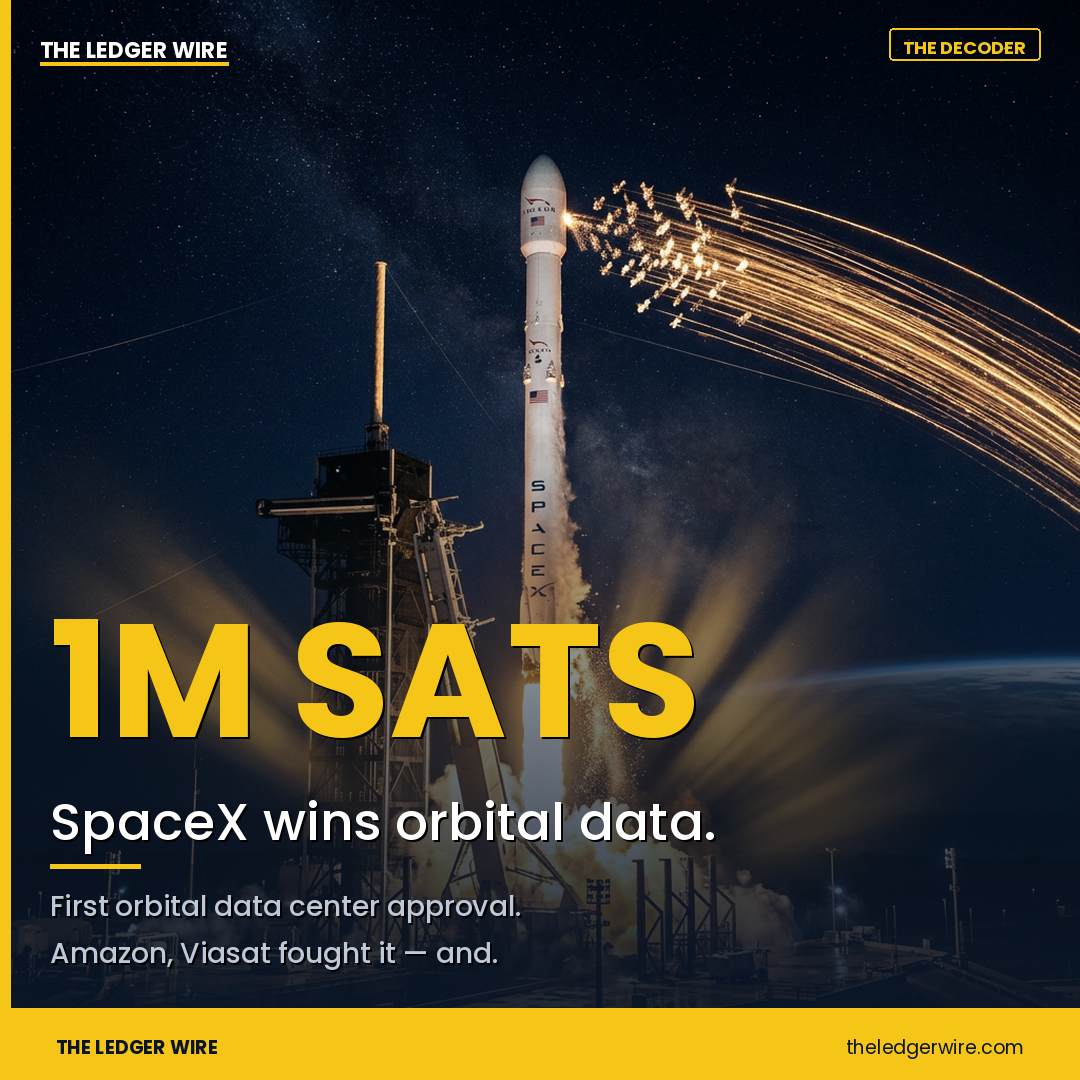 THE LEDGER WIRE
THE DECODER
SPACEX
1M SATS
SpaceX wins orbital data.
First orbital data center approval.
Amazon, Viasat fought it — and.
THE LEDGER WIRE
theledgerwire.com